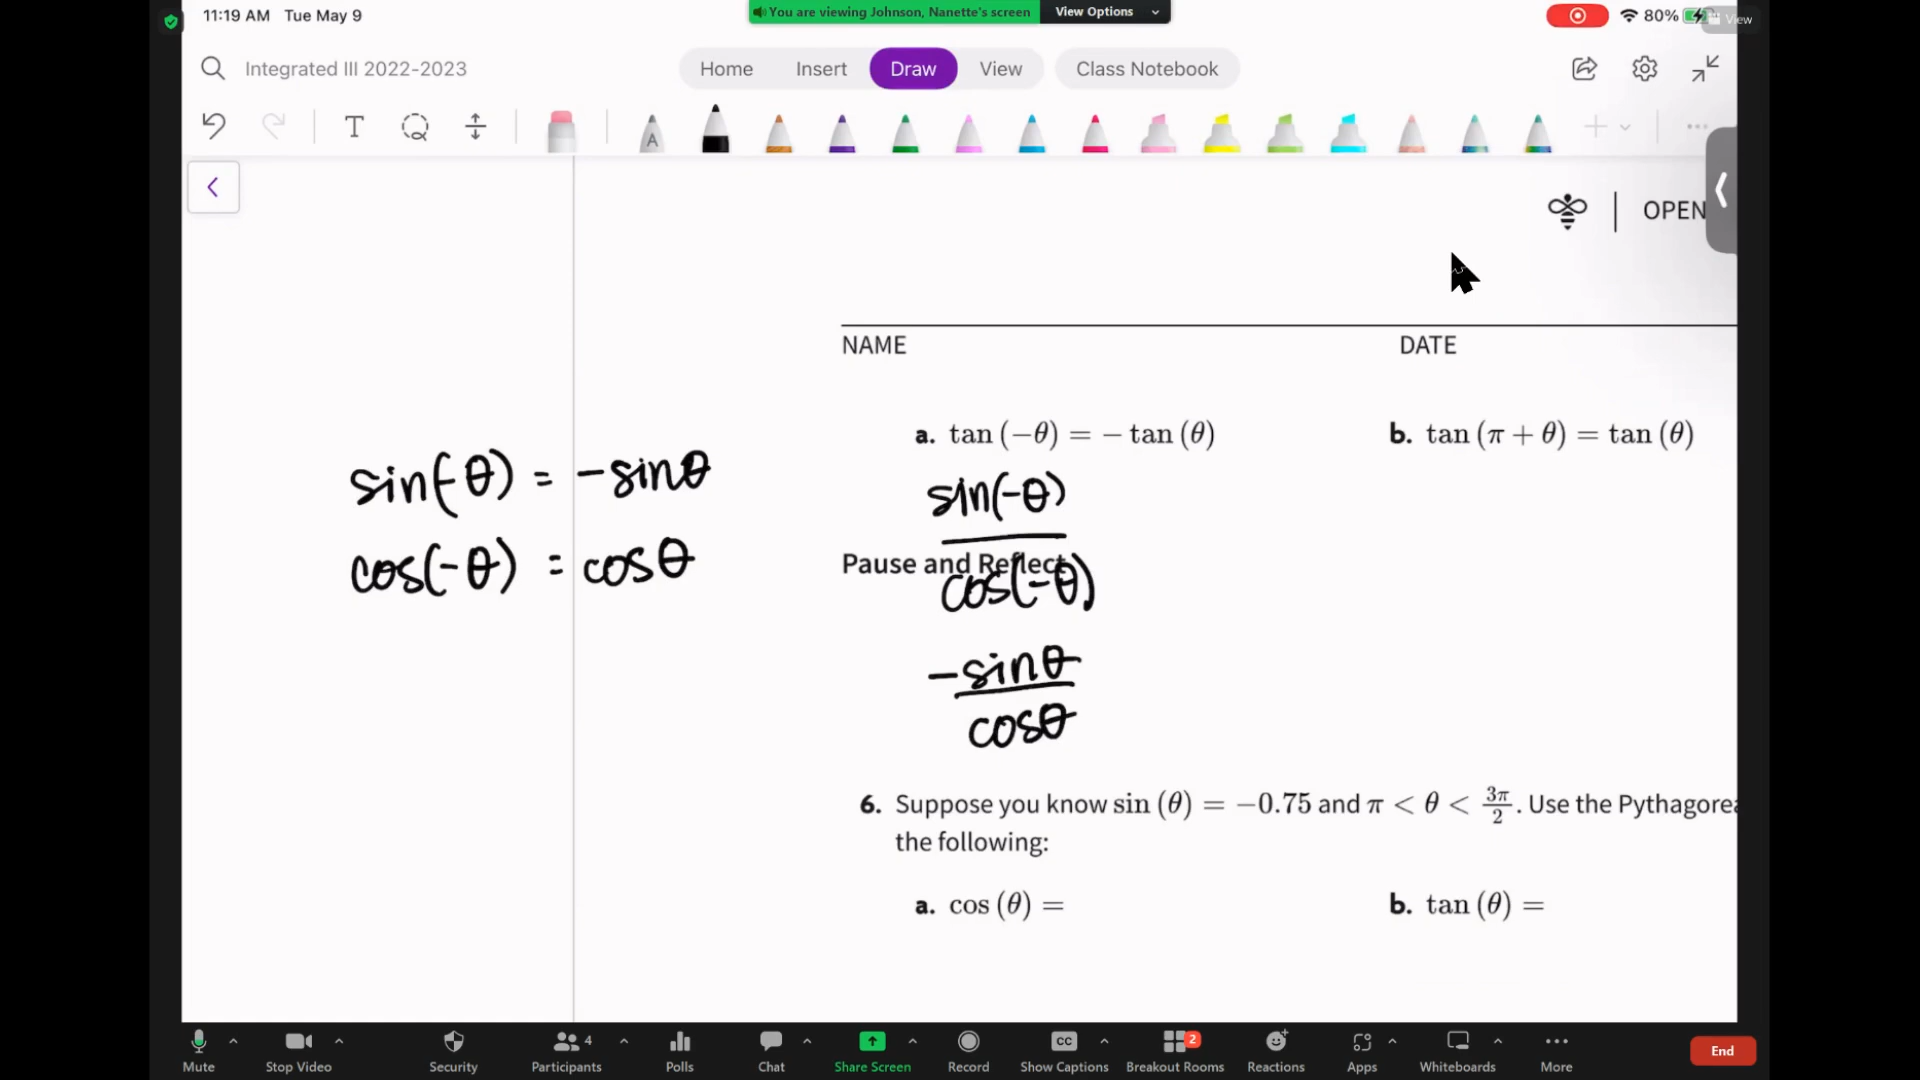 11:19 AM Tue May 9
You are viewing Johnson, Nanette's screen View Options
80% View
Integrated III 2022-2023
Home Insert Draw View Class Notebook
T
A
OPEN
NAME DATE
a. tan (−θ) = − tan (θ) b. tan (π + θ) = tan (θ)
sin(-θ) = -sinθ
cos(-θ) = cosθ
sin(-θ)
Pause and Reflect
cos(-θ)
-sinθ
cosθ
6. Suppose you know sin (θ) = −0.75 and π < θ < 3π/2. Use the Pythagorea
the following:
a. cos (θ) = b. tan (θ) =
4 CC 2 End
Mute Stop Video Security Participants Polls Chat Share Screen Record Show Captions Breakout Rooms Reactions Apps Whiteboards More